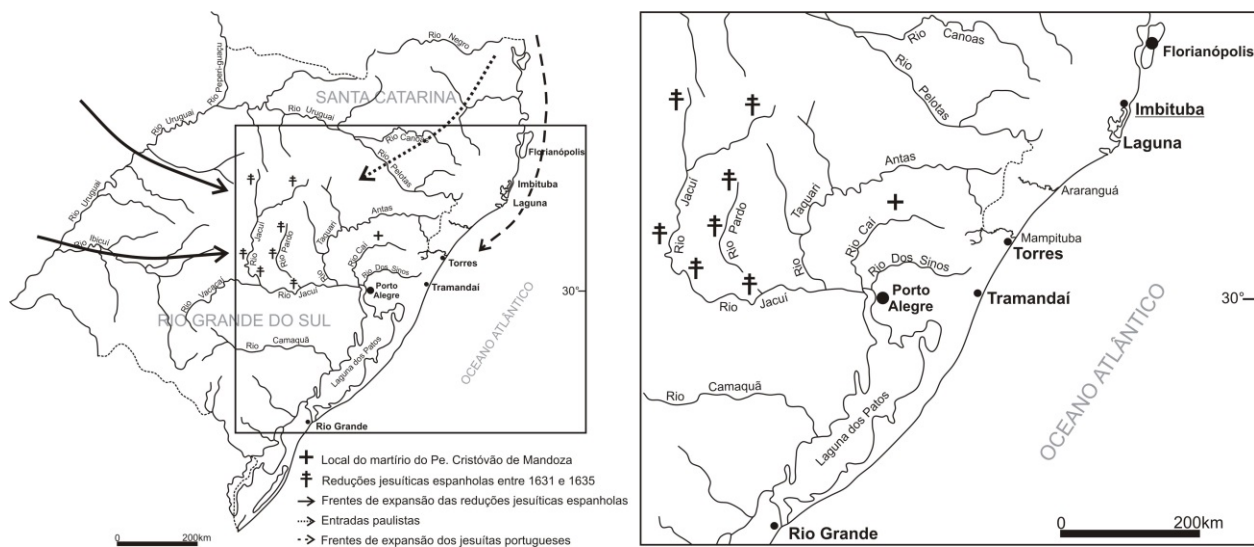 Rio Negro
Rio Peperi-guaçu
SANTA CATARINA
Rio Uruguai
Rio Uruguai
Rio Canoas
Rio Pelotas
Florianópolis
Imbituba
Laguna
Rio Uruguai
Antas
Jacuí
Rio
Rio Pardo
Taquari
Rio
Rio Caí
Rio Ibicuí
Torres
Rio Dos Sinos
Rio Vacacaí
Rio Jacuí
Porto
Alegre
Tramandaí
30°
RIO GRANDE DO SUL
Rio Camaquã
Laguna dos Patos
OCEANO ATLÂNTICO
Rio Grande
Local do martírio do Pe. Cristóvão de Mandoza
Reduções jesuíticas espanholas entre 1631 e 1635
Frentes de expansão das reduções jesuíticas espanholas
Entradas paulistas
Frentes de expansão dos jesuítas portugueses
0 200km
Rio Canoas
Florianópolis
Rio Pelotas
Imbituba
Laguna
Antas
Araranguá
Jacuí
Rio
Rio Pardo
Taquari
Rio
Rio Caí
Mampituba
Torres
Rio Dos Sinos
Rio Jacuí
Porto
Alegre
Tramandaí
30°
OCEANO ATLÂNTICO
Rio Camaquã
Laguna dos Patos
Rio Grande
0 200km